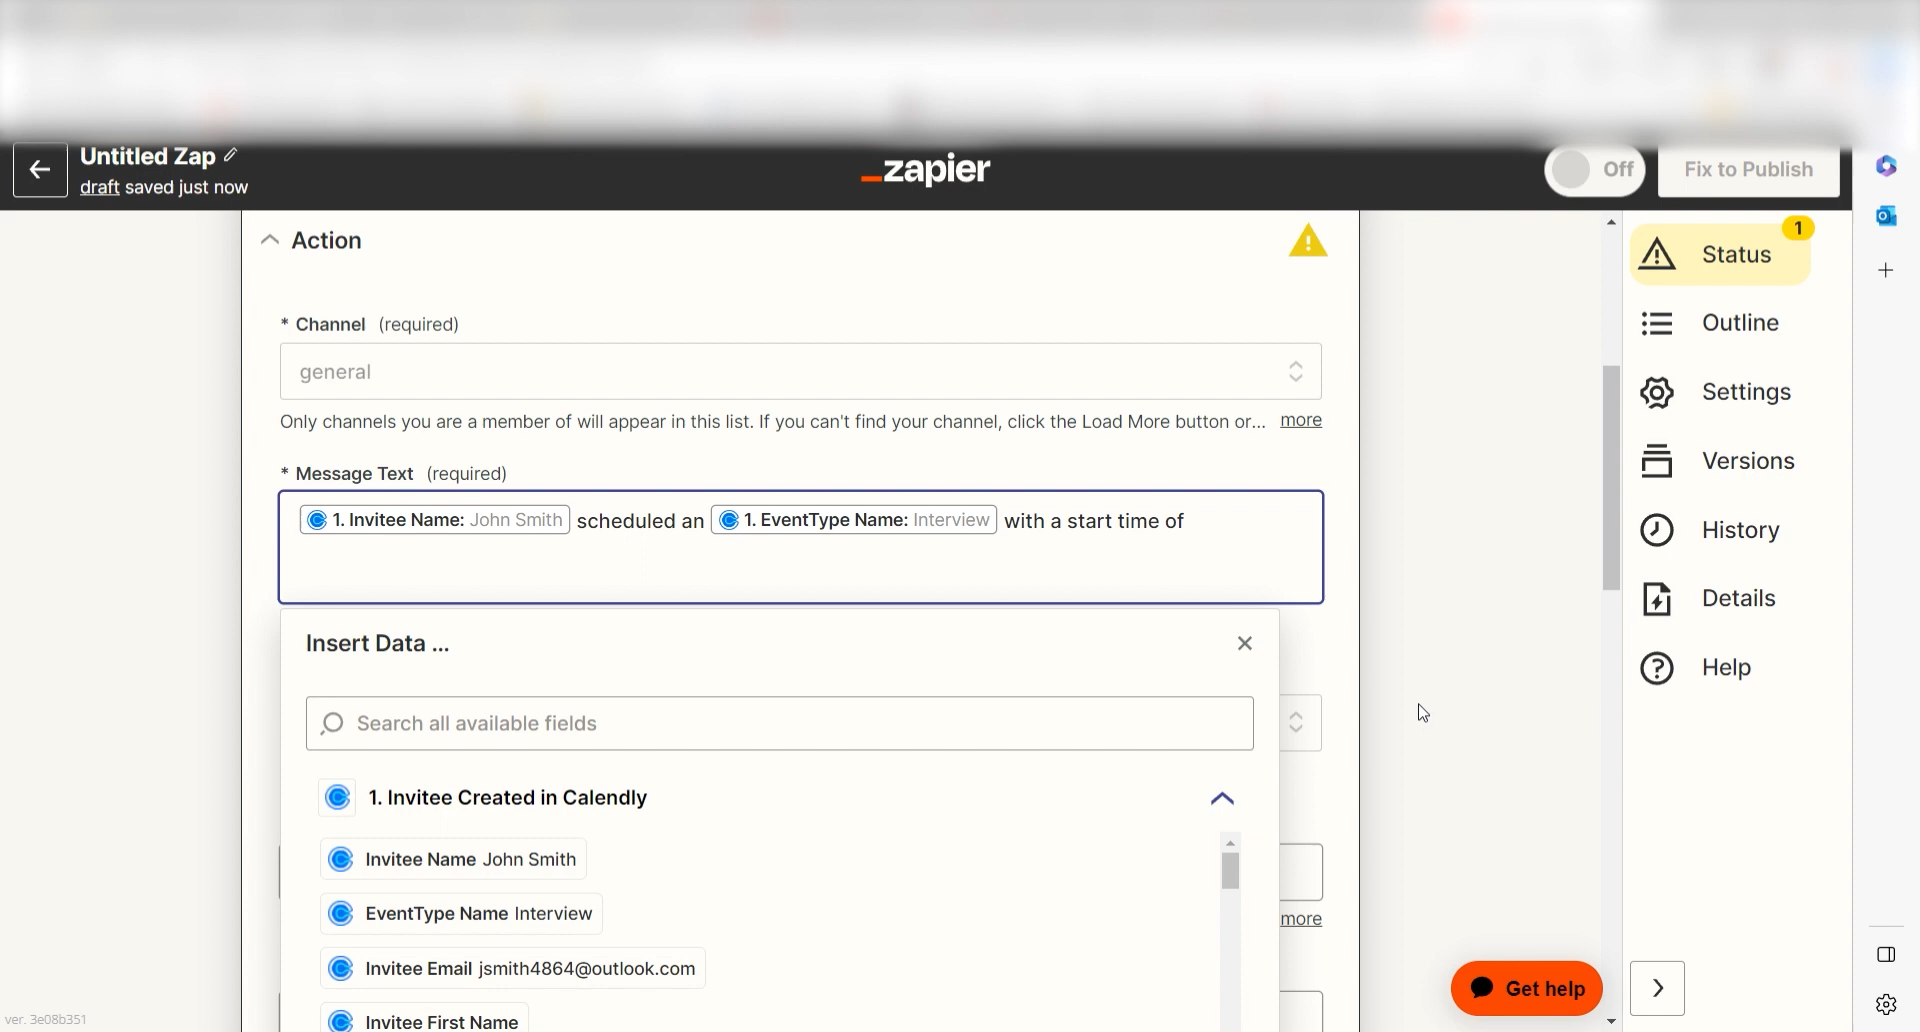 Untitled Zap
draft saved just now
zapier
Off
Fix to Publish
Action
* Channel (required)
general
Only channels you are a member of will appear in this list. If you can't find your channel, click the Load More button or... more
* Message Text (required)
1. Invitee Name: John Smith scheduled an 1. EventType Name: Interview with a start time of
Insert Data ...
Search all available fields
1. Invitee Created in Calendly
Invitee Name John Smith
EventType Name Interview
more
Invitee Email jsmith4864@outlook.com
Invitee First Name
1
Status
Outline
Settings
Versions
History
Details
Help
Get help
ver. 3e08b351